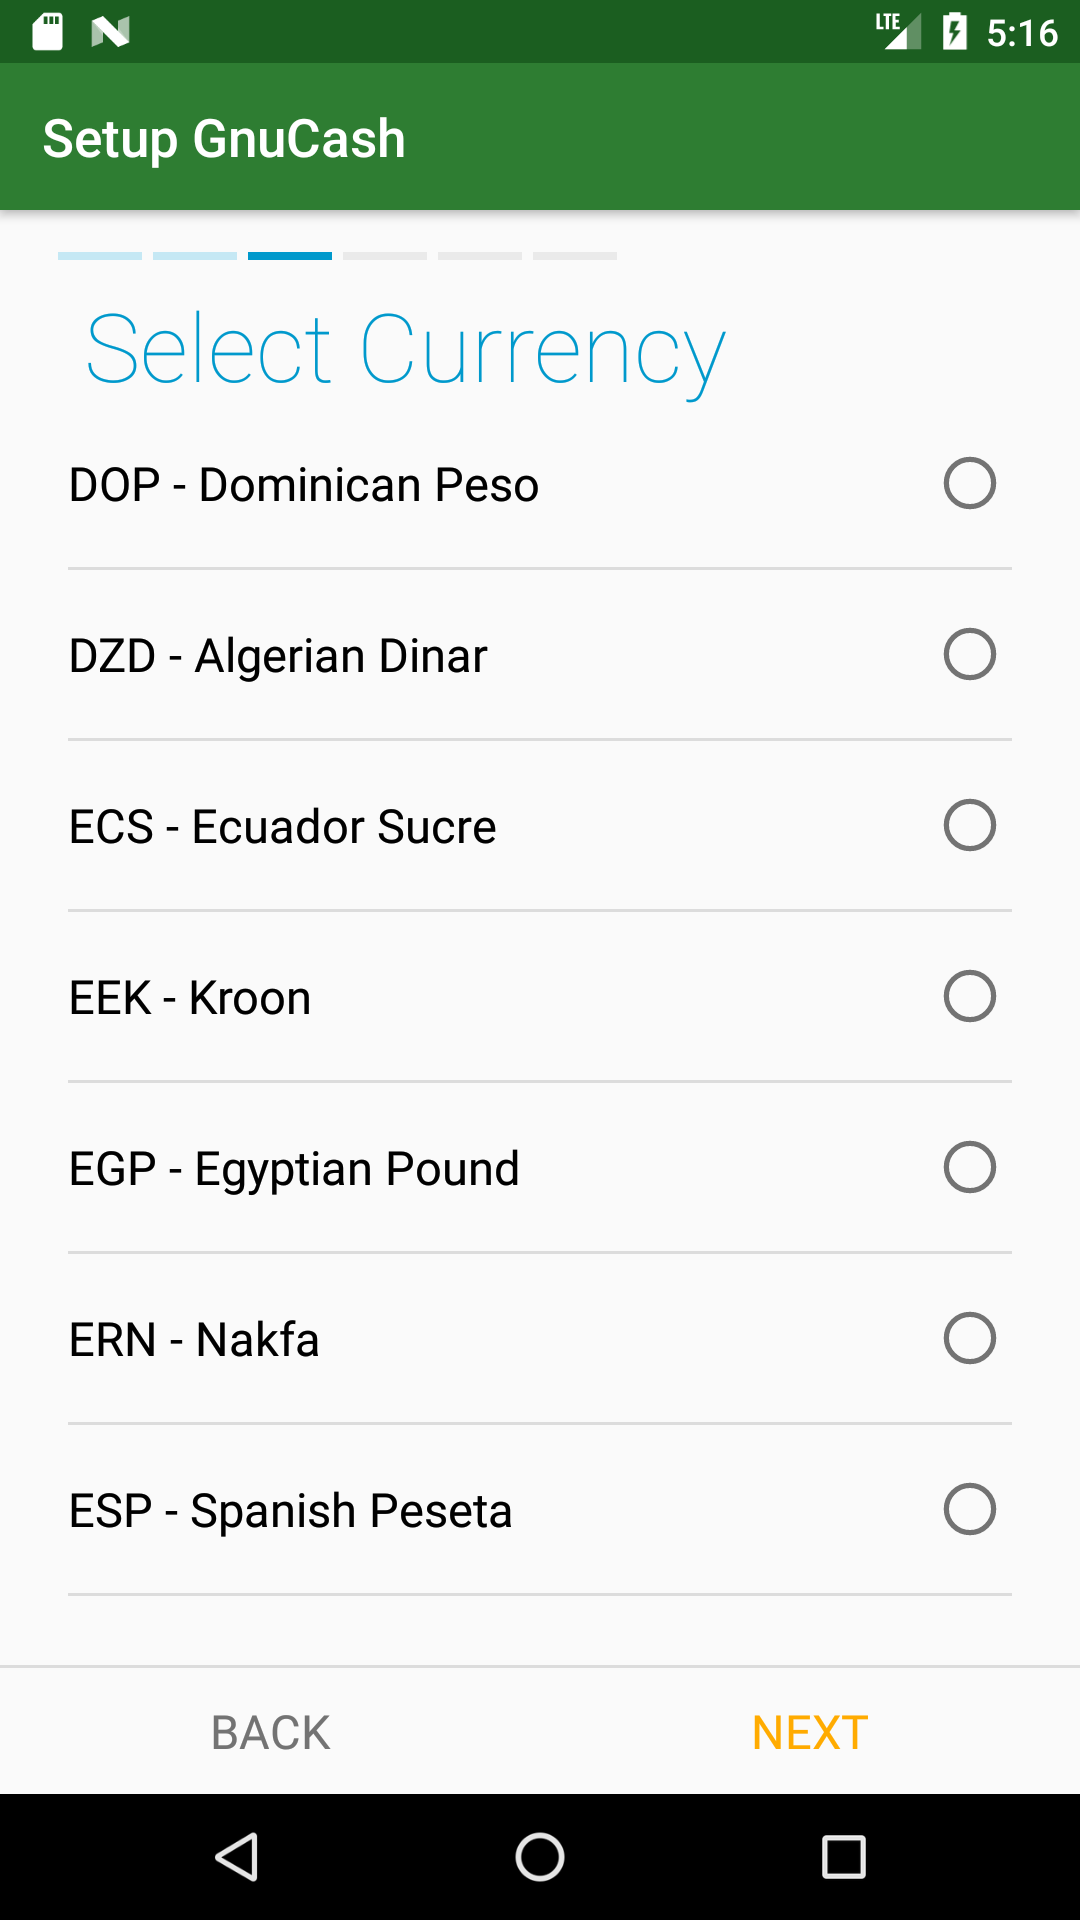 LTE 5:16
Setup GnuCash
Select Currency
DOP - Dominican Peso
DZD - Algerian Dinar
ECS - Ecuador Sucre
EEK - Kroon
EGP - Egyptian Pound
ERN - Nakfa
ESP - Spanish Peseta
BACK NEXT